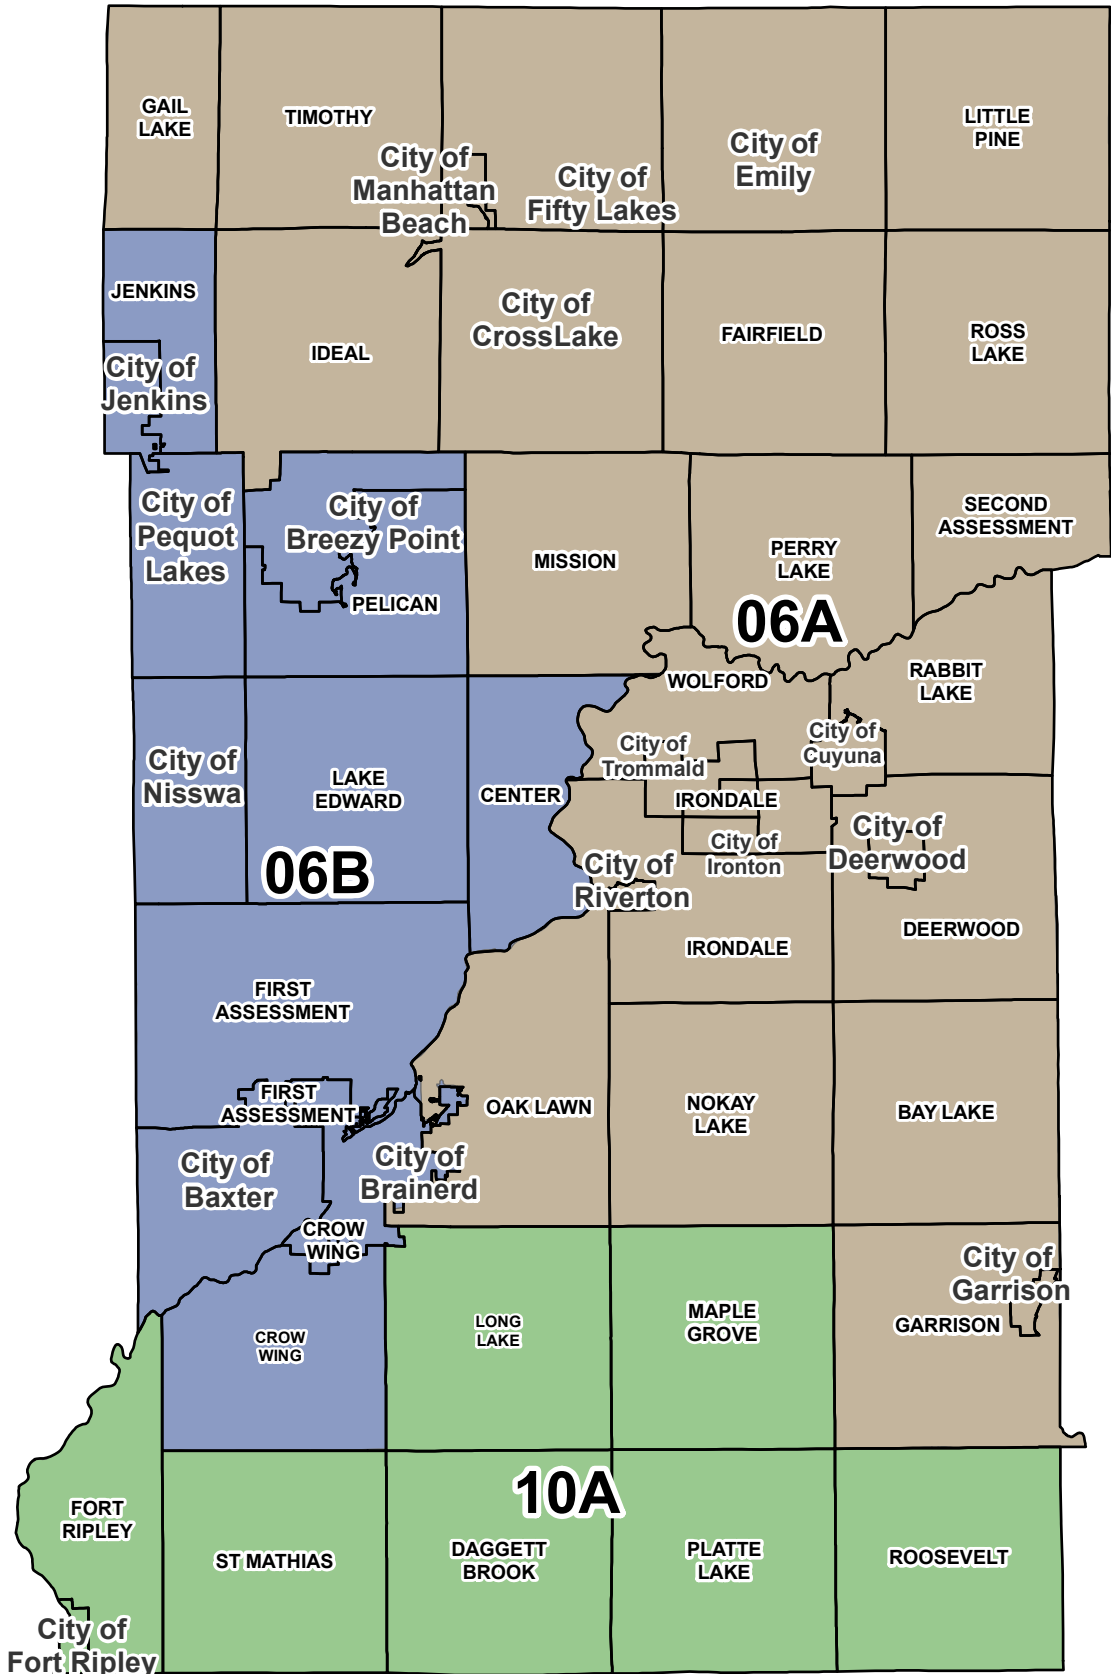 GAIL
LAKE
TIMOTHY
City of
Manhattan
Beach
City of
Fifty Lakes
City of
Emily
LITTLE
PINE
JENKINS
City of
Jenkins
IDEAL
City of
CrossLake
FAIRFIELD
ROSS
LAKE
City of
Pequot
Lakes
City of
Breezy Point
PELICAN
MISSION
PERRY
LAKE
SECOND
ASSESSMENT
06A
WOLFORD
RABBIT
LAKE
City of
Nisswa
LAKE
EDWARD
CENTER
City of
Trommald
City of
Cuyuna
IRONDALE
City of
Ironton
City of
Deerwood
06B
City of
Riverton
IRONDALE
DEERWOOD
FIRST
ASSESSMENT
FIRST
ASSESSMENT
OAK LAWN
NOKAY
LAKE
BAY LAKE
City of
Baxter
City of
Brainerd
CROW
WING
City of
Garrison
CROW
WING
LONG
LAKE
MAPLE
GROVE
GARRISON
10A
FORT
RIPLEY
ST MATHIAS
DAGGETT
BROOK
PLATTE
LAKE
ROOSEVELT
City of
Fort Ripley